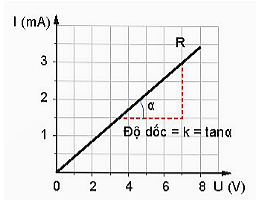 I (mA)
R
3
2
α
Độ dốc = k = tanα
1
0 2 4 6 8 U (V)